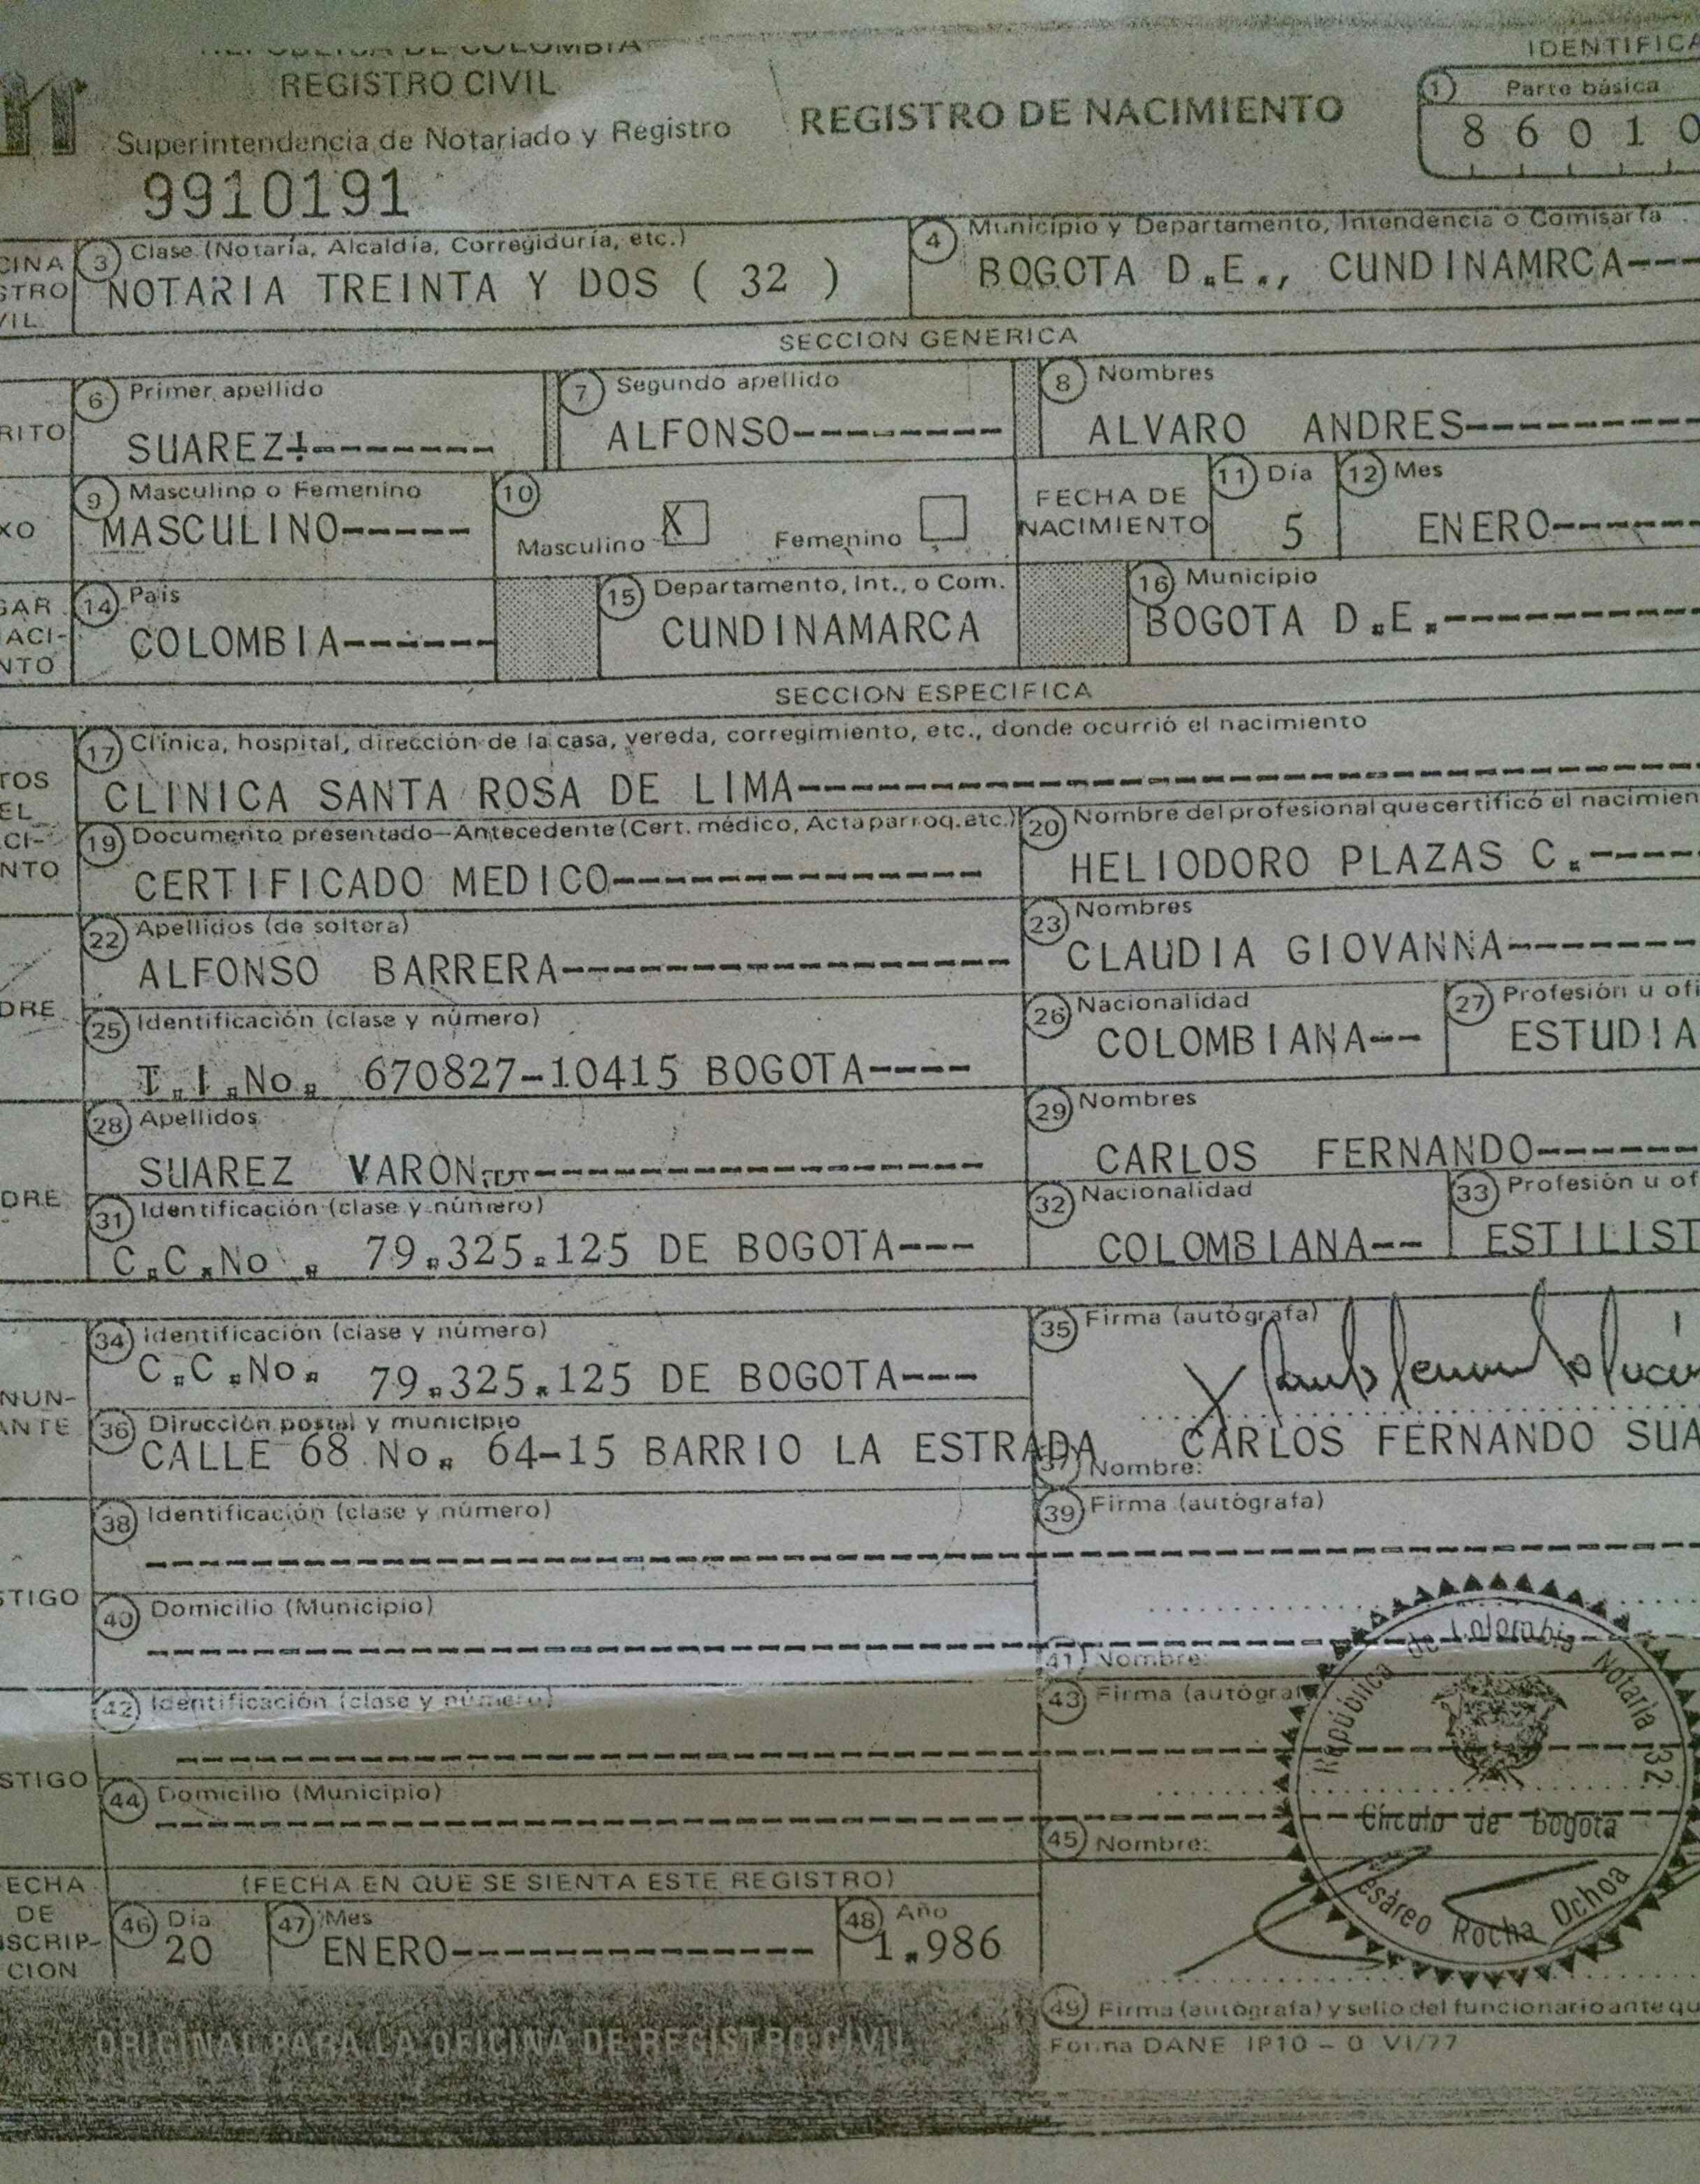 REPUBLICA DE COLOMBIA
REGISTRO CIVIL
Superintendencia de Notariado y Registro
REGISTRO DE NACIMIENTO
IDENTIFICA
1 Parte básica
8 6 0 1 0
9910191
CINA
STRO
VIL
3 Clase (Notaría, Alcaldía, Corregiduría, etc.)
NOTARIA TREINTA Y DOS ( 32 )
4 Municipio y Departamento, Intendencia o Comisaría
BOGOTA D.E., CUNDINAMRCA---
SECCION GENERICA
RITO
6 Primer apellido
SUAREZ--------
7 Segundo apellido
ALFONSO---------
8 Nombres
ALVARO ANDRES----------
XO
9 Masculino o Femenino
MASCULINO-----
10 Masculino X Femenino
FECHA DE
NACIMIENTO
11 Día
5
12 Mes
ENERO------
GAR
NACI-
NTO
14 País
COLOMBIA------
15 Departamento, Int., o Com.
CUNDINAMARCA
16 Municipio
BOGOTA D.E.----------
SECCION ESPECIFICA
TOS
EL
CI-
NTO
17 Clínica, hospital, dirección de la casa, vereda, corregimiento, etc., donde ocurrió el nacimiento
CLINICA SANTA ROSA DE LIMA----------
19 Documento presentado—Antecedente (Cert. médico, Acta parroq. etc.)
CERTIFICADO MEDICO--------------
20 Nombre del profesional que certificó el nacimien
HELIODORO PLAZAS C.----
DRE
22 Apellidos (de soltera)
ALFONSO BARRERA----------
23 Nombres
CLAUDIA GIOVANNA-------
25 Identificación (clase y número)
T.I.No. 670827-10415 BOGOTA----
26 Nacionalidad
COLOMBIANA--
27 Profesión u ofi
ESTUDIA
DRE
28 Apellidos
SUAREZ VARON----------
29 Nombres
CARLOS FERNANDO------
31 Identificación (clase y número)
C.C.No. 79.325.125 DE BOGOTA---
32 Nacionalidad
COLOMBIANA--
33 Profesión u of
ESTILIST
NUN-
ANTE
34 Identificación (clase y número)
C.C.No. 79.325.125 DE BOGOTA---
35 Firma (autógrafa)
36 Dirección postal y municipio
CALLE 68 No. 64-15 BARRIO LA ESTRADA
37 Nombre:
CARLOS FERNANDO SUA
STIGO
38 Identificación (clase y número)
39 Firma (autógrafa)
40 Domicilio (Municipio)
41 Nombre:
STIGO
42 Identificación (clase y número)
43 Firma (autógrafa)
44 Domicilio (Municipio)
45 Nombre:
República de Colombia
Notaría 32
Círculo de Bogotá
Cesáreo Rocha Ochoa
ECHA
DE
NSCRIP-
CION
(FECHA EN QUE SE SIENTA ESTE REGISTRO)
46 Día
20
47 Mes
ENERO--------------
48 Año
1.986
49 Firma (autógrafa) y sello del funcionario ante qu
ORIGINAL PARA LA OFICINA DE REGISTRO CIVIL
Forma DANE IP10 – 0 VI/77